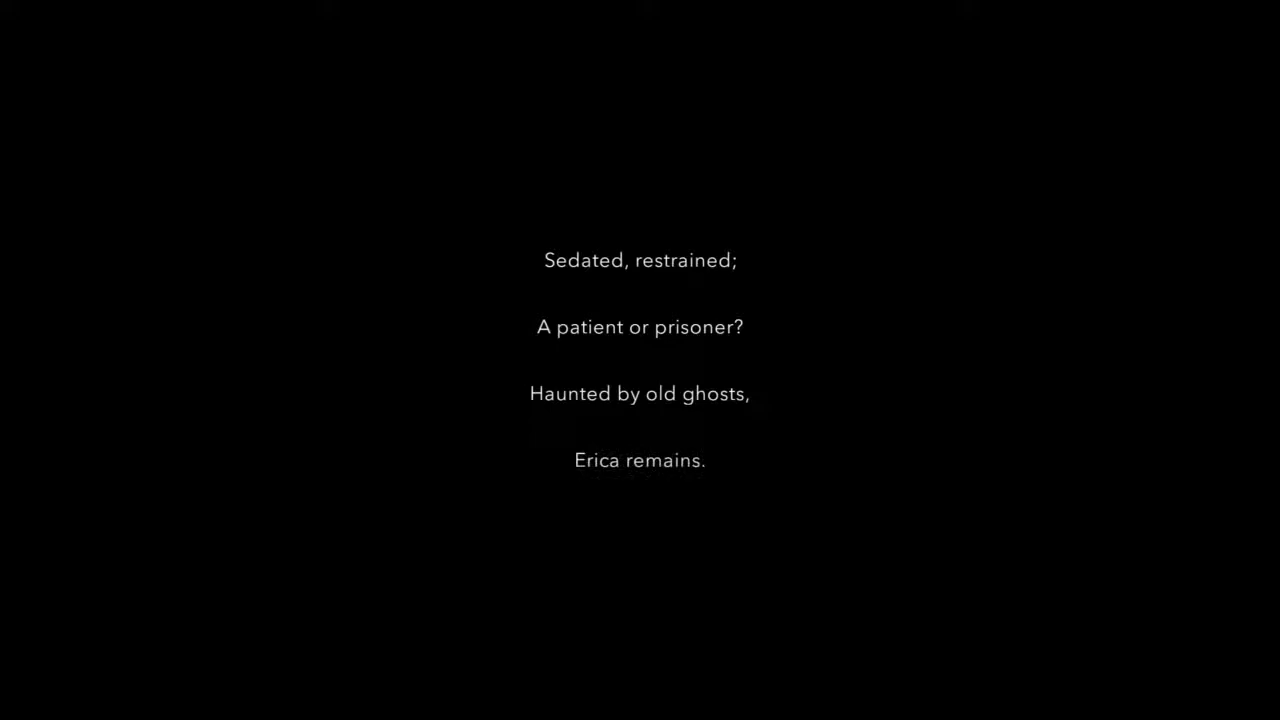 Sedated, restrained;
A patient or prisoner?
Haunted by old ghosts,
Erica remains.